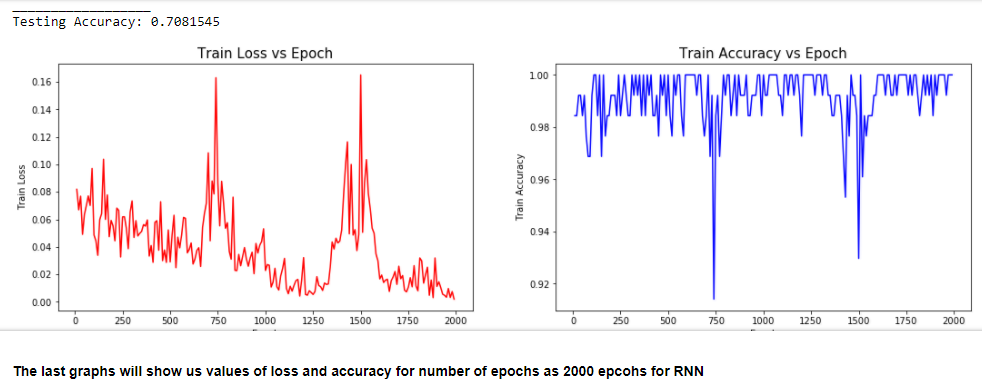 Testing Accuracy: 0.7081545
Train Loss vs Epoch
Train Accuracy vs Epoch
Train Loss
0.16
0.14
0.12
0.10
0.08
0.06
0.04
0.02
0.00
0 250 500 750 1000 1250 1500 1750 2000
Train Accuracy
1.00
0.98
0.96
0.94
0.92
0 250 500 750 1000 1250 1500 1750 2000
The last graphs will show us values of loss and accuracy for number of epochs as 2000 epcohs for RNN